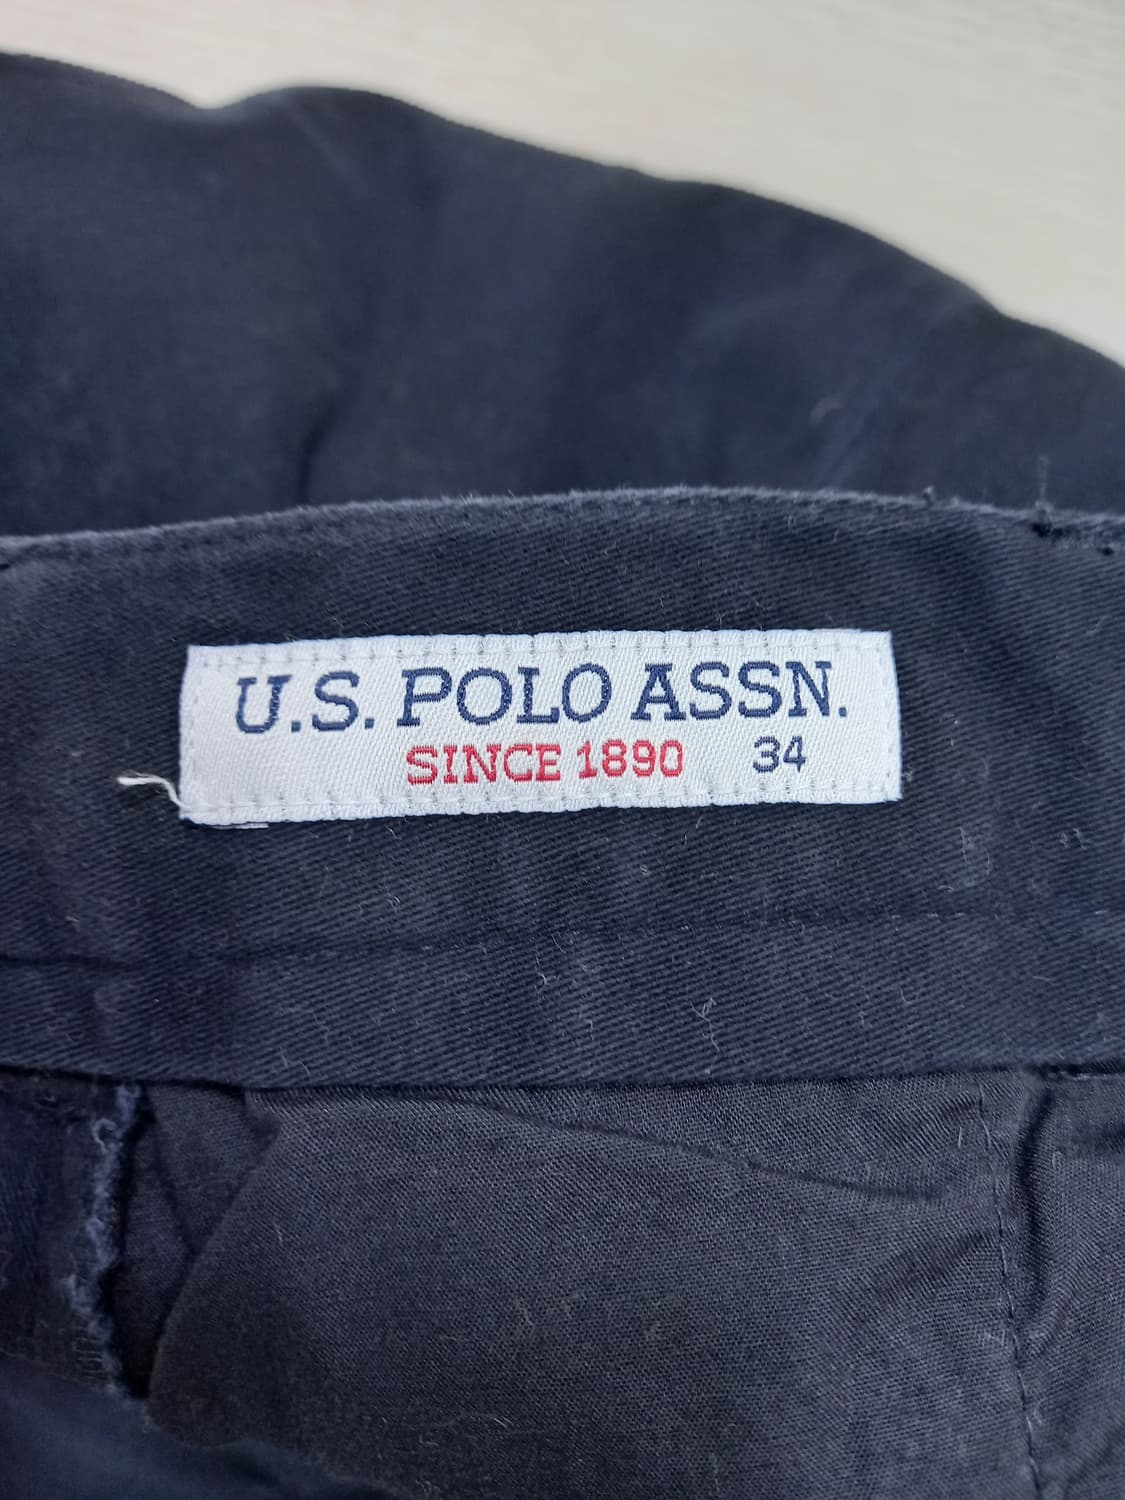 U.S. POLO ASSN.
SINCE 1890 34